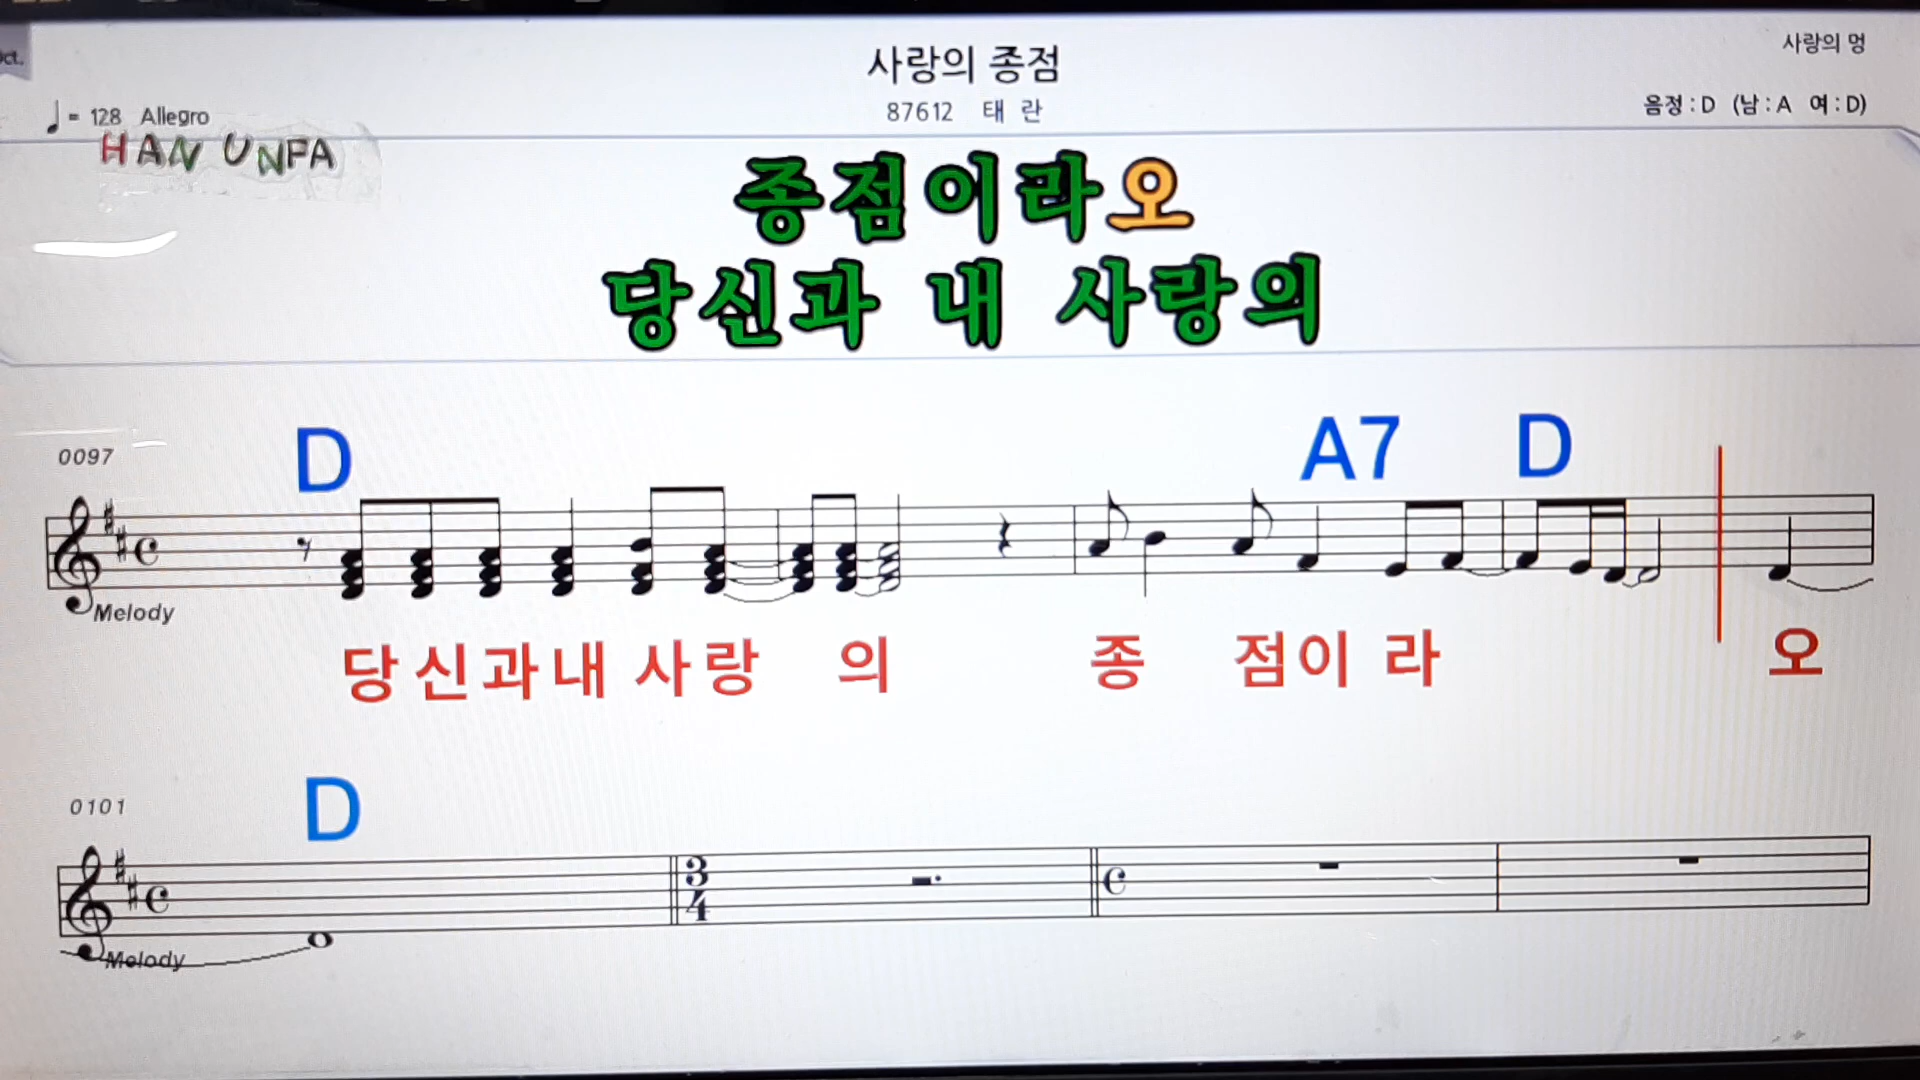 사랑의 멍
사랑의 종점
♩= 128 Allegro
87612 태 란
음정 : D (남 : A 여 : D)
HAN UNFA
종점이라오
당신과 내 사랑의
0097
D A7 D
Melody
당 신 과 내 사 랑 의 종 점 이 라 오
0101
D
3
4
Melody